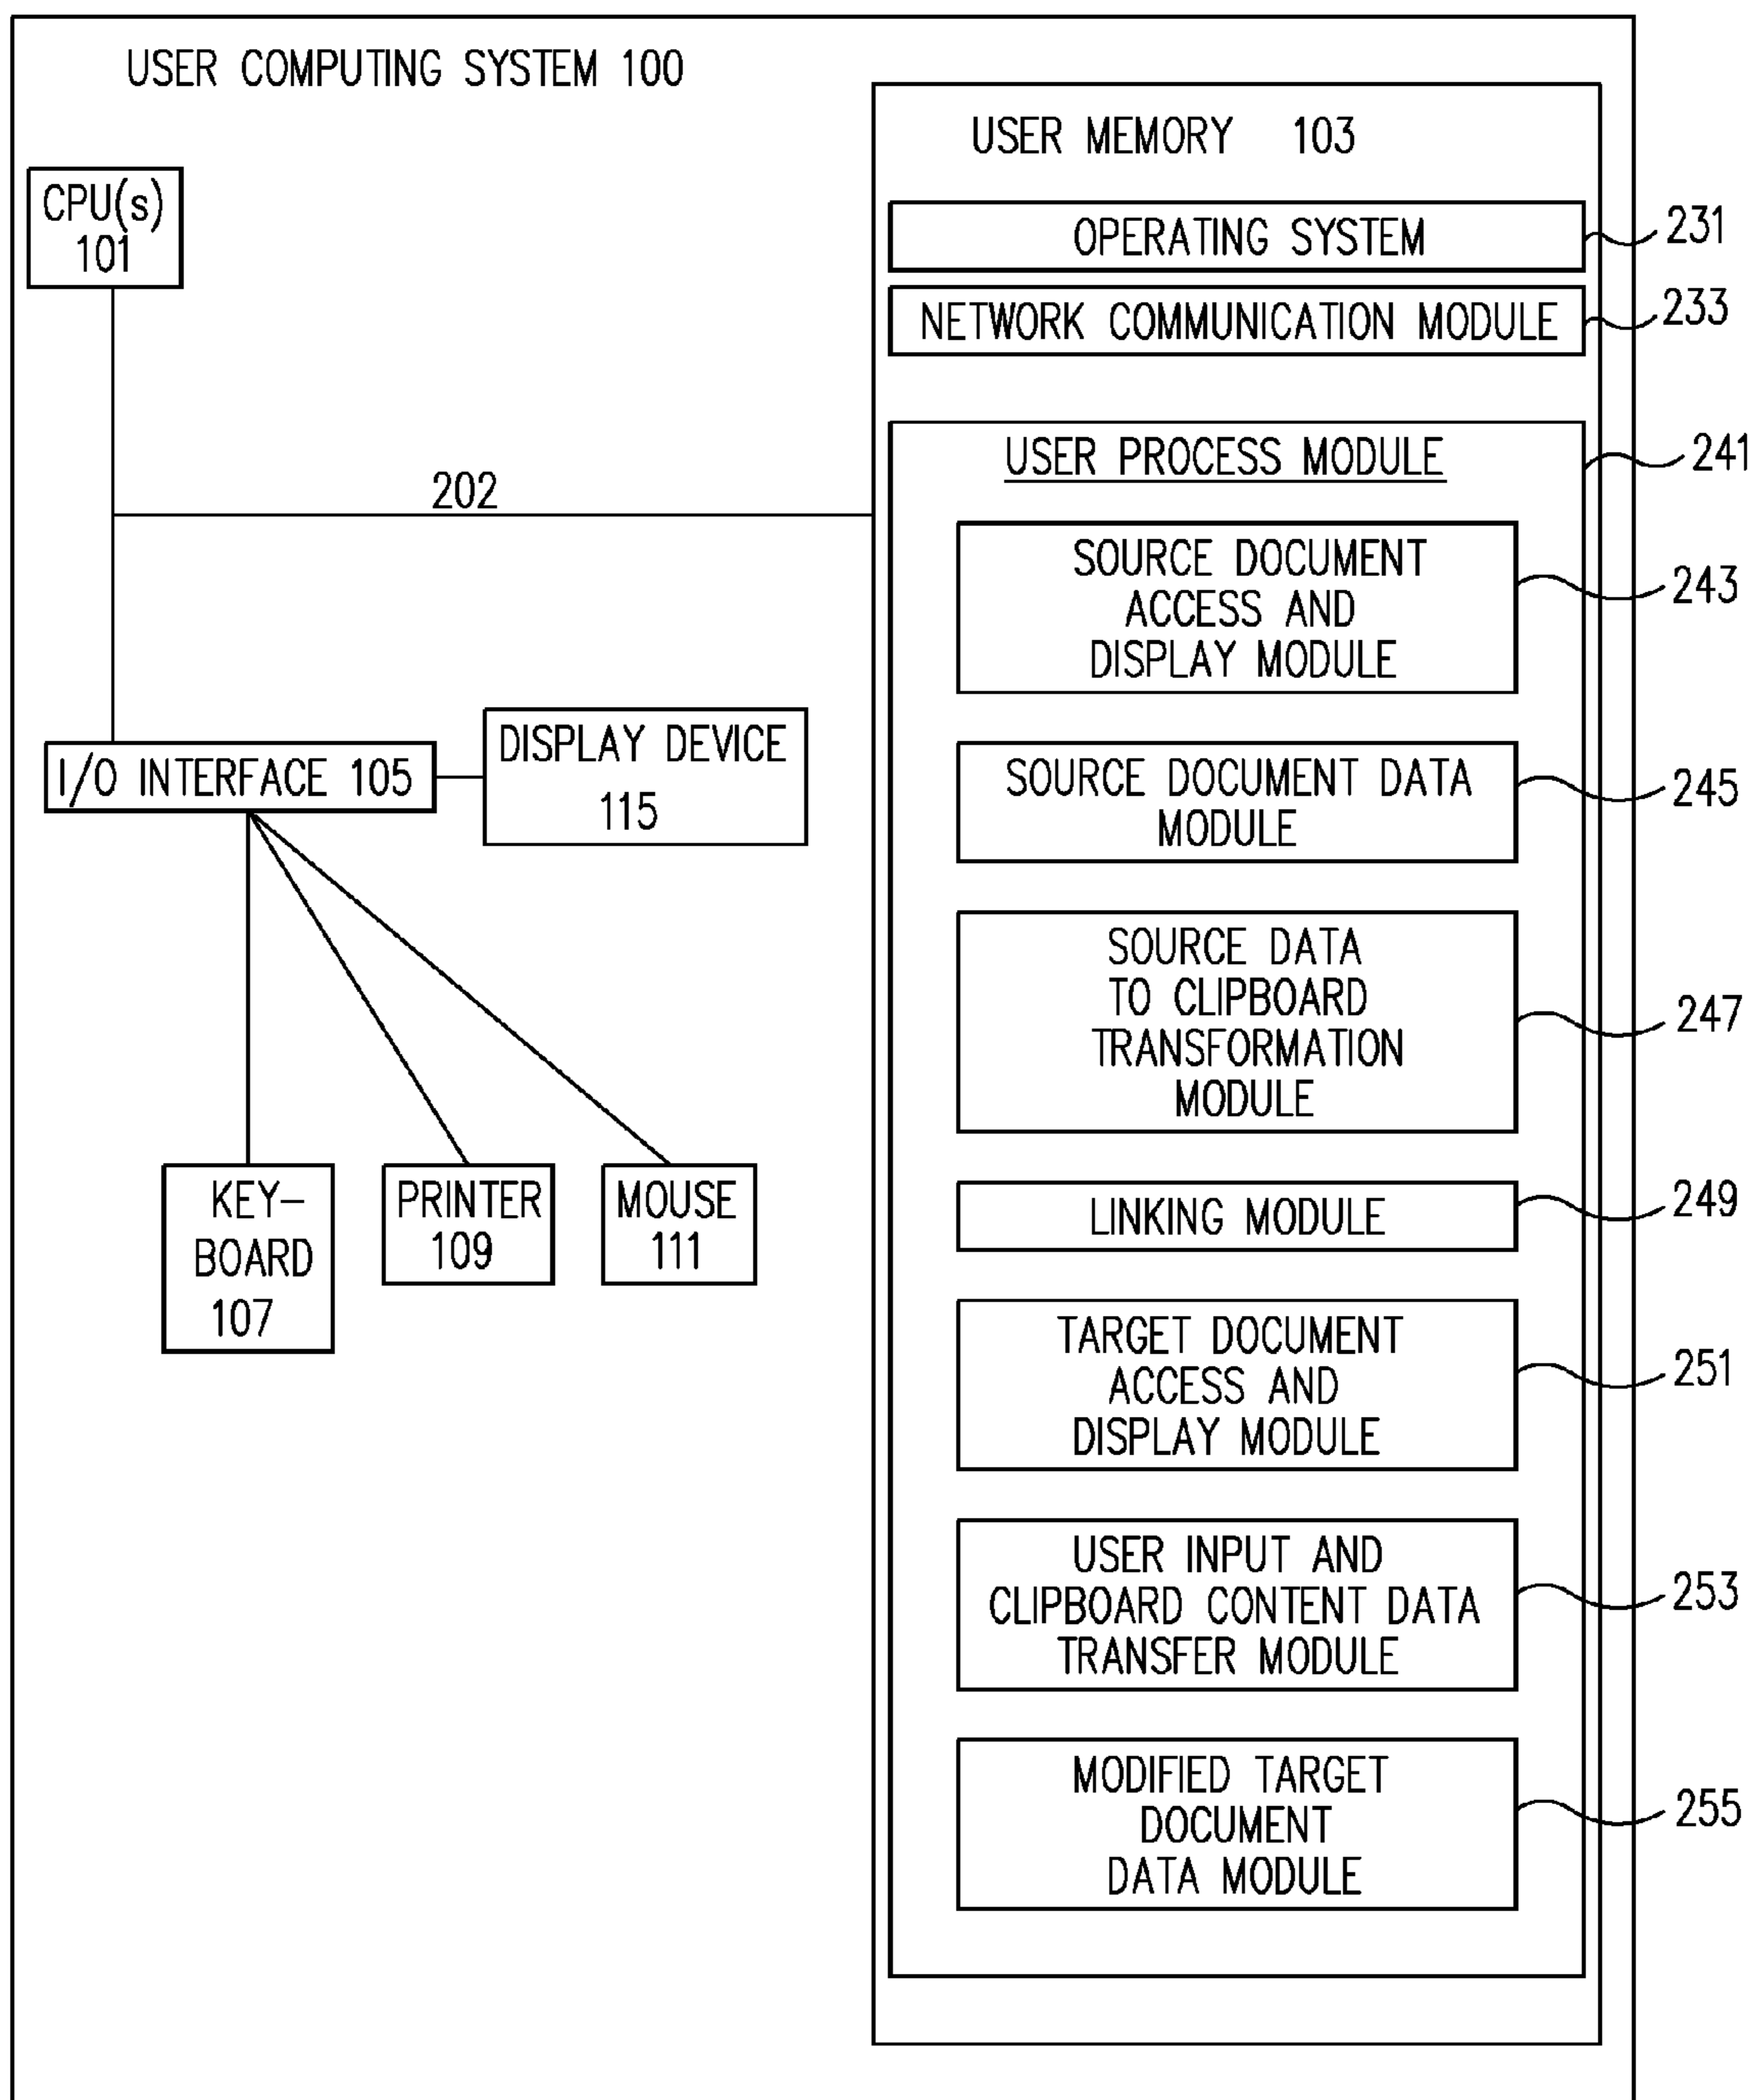 USER COMPUTING SYSTEM 100
CPU(s)
101
202
I/O INTERFACE 105
DISPLAY DEVICE
115
KEY-
BOARD
107
PRINTER
109
MOUSE
111
USER MEMORY 103
OPERATING SYSTEM
231
NETWORK COMMUNICATION MODULE
233
USER PROCESS MODULE
241
SOURCE DOCUMENT
ACCESS AND
DISPLAY MODULE
243
SOURCE DOCUMENT DATA
MODULE
245
SOURCE DATA
TO CLIPBOARD
TRANSFORMATION
MODULE
247
LINKING MODULE
249
TARGET DOCUMENT
ACCESS AND
DISPLAY MODULE
251
USER INPUT AND
CLIPBOARD CONTENT DATA
TRANSFER MODULE
253
MODIFIED TARGET
DOCUMENT
DATA MODULE
255